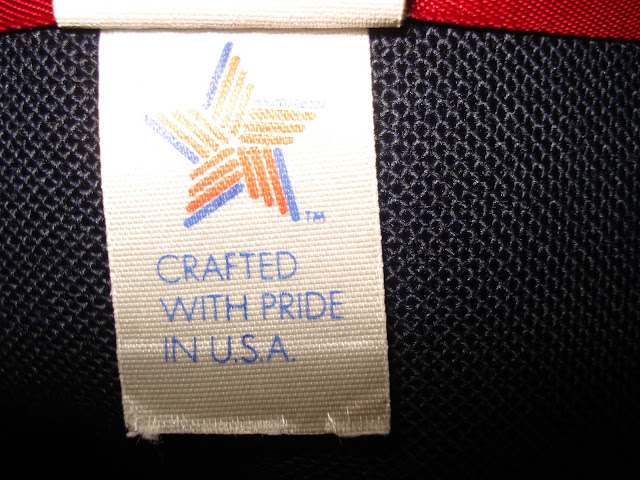 ™
CRAFTED
WITH PRIDE
IN U.S.A.